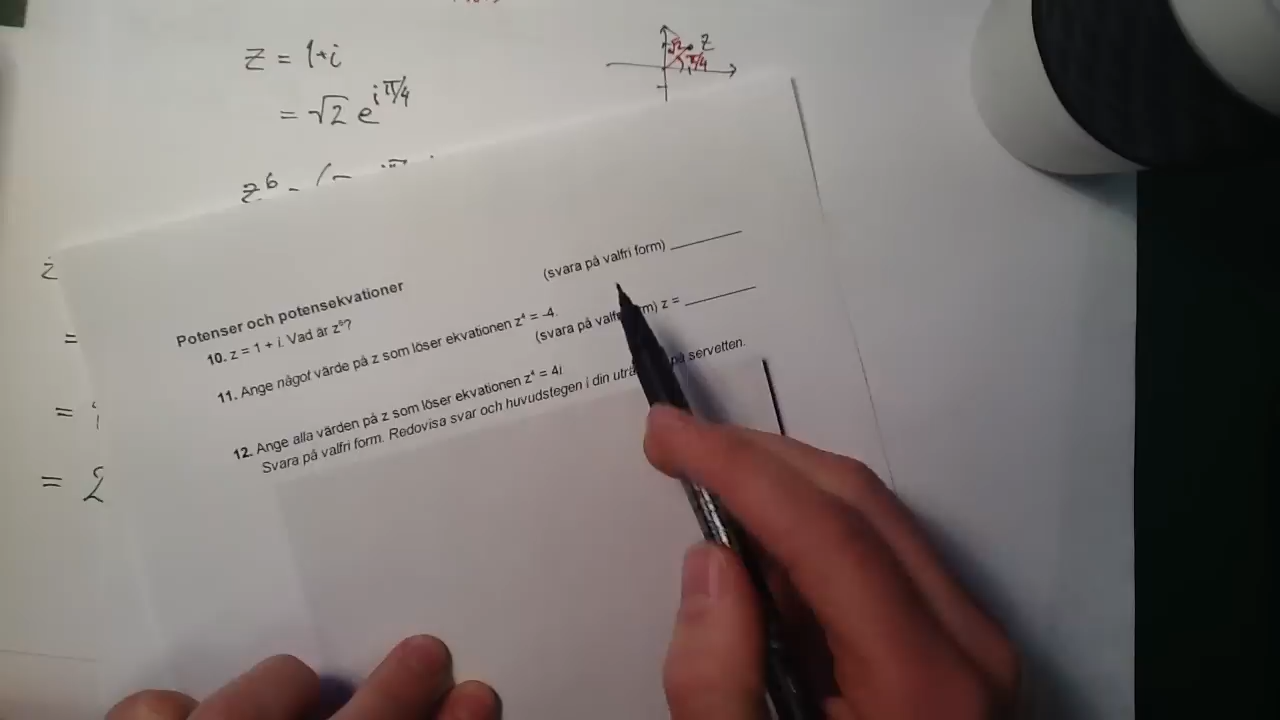 z = 1+i
= √2 e^{iπ/4}
√2 z
π/4
z⁶
z
=
=
= 2
Potenser och potensekvationer
10. z = 1 + i. Vad är z⁶?
(svara på valfri form)
11. Ange något värde på z som löser ekvationen z⁴ = -4.
(svara på valfri form) z =
12. Ange alla värden på z som löser ekvationen z⁴ = 4i
Svara på valfri form. Redovisa svar och huvudstegen i din på servetten.